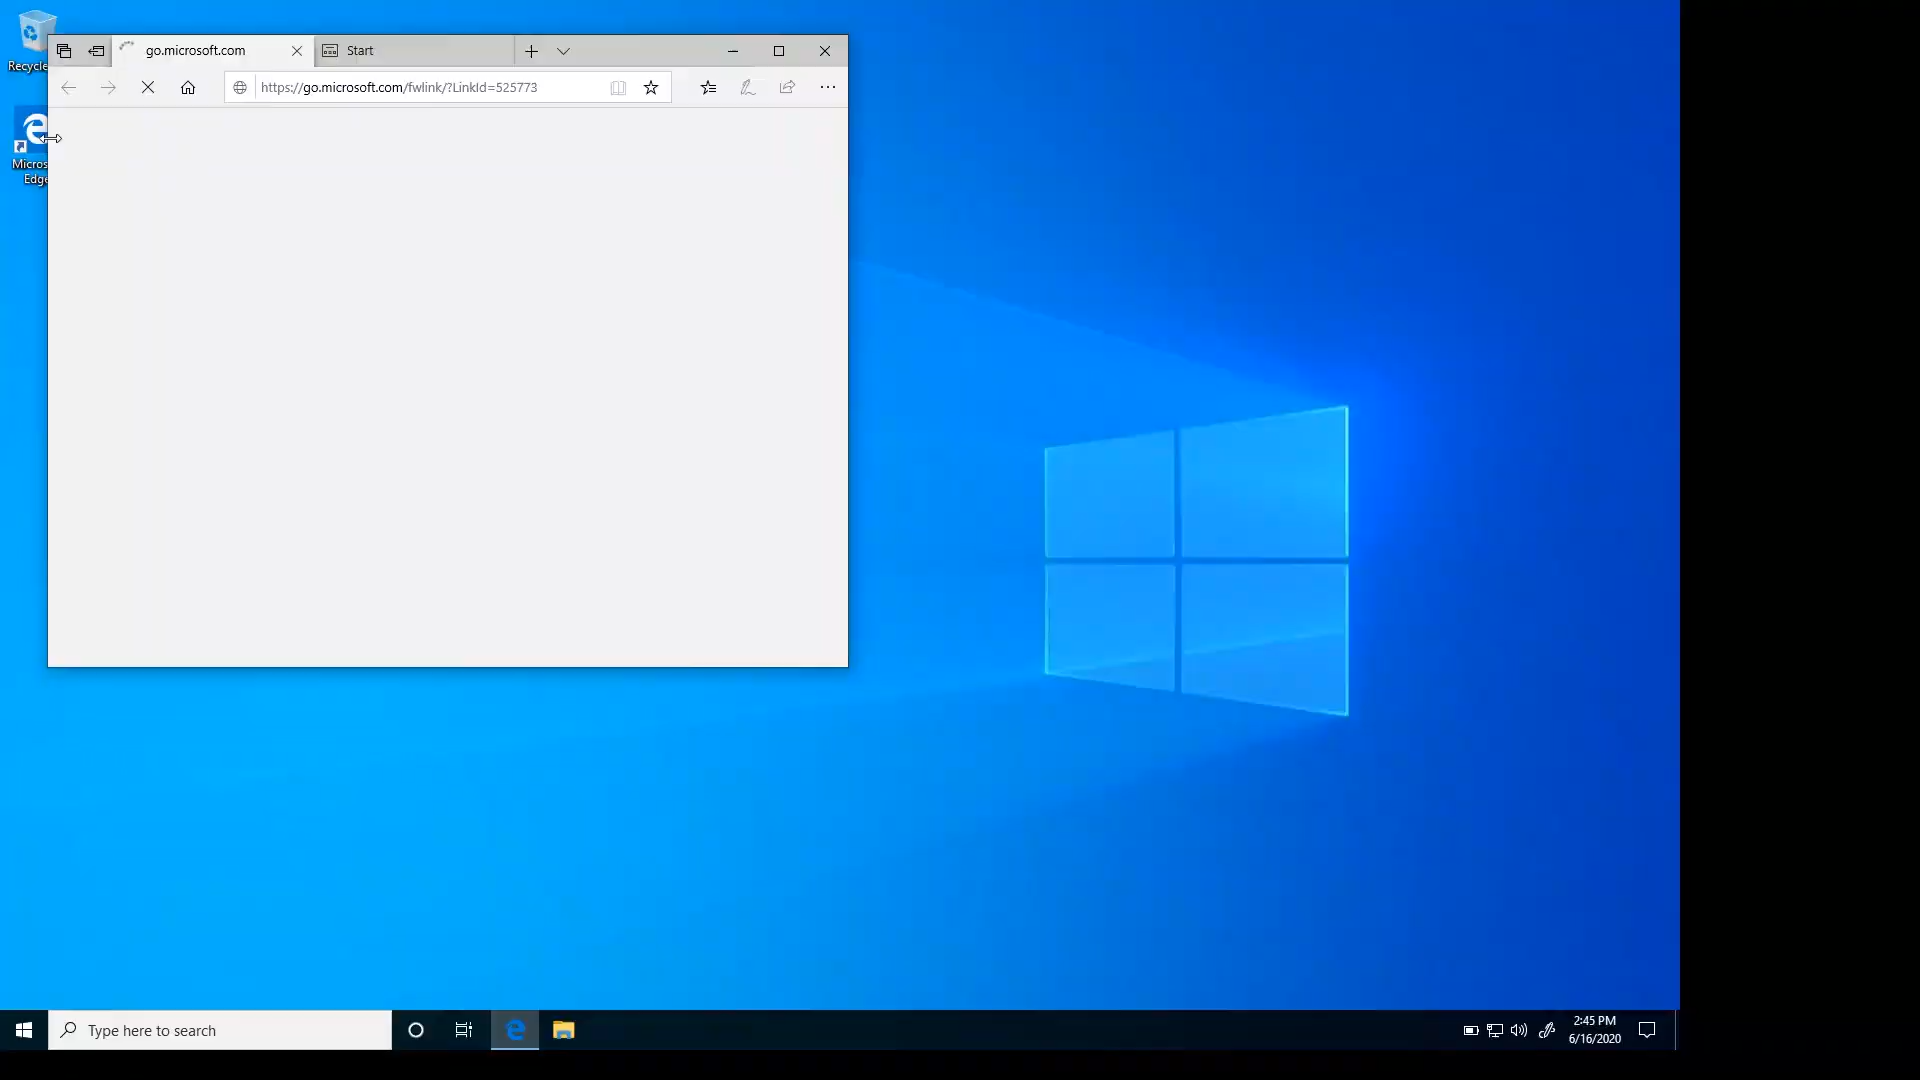 Recycle
go.microsoft.com
Start
https://go.microsoft.com/fwlink/?LinkId=525773
Micros
Edge
Type here to search
2:45 PM
6/16/2020